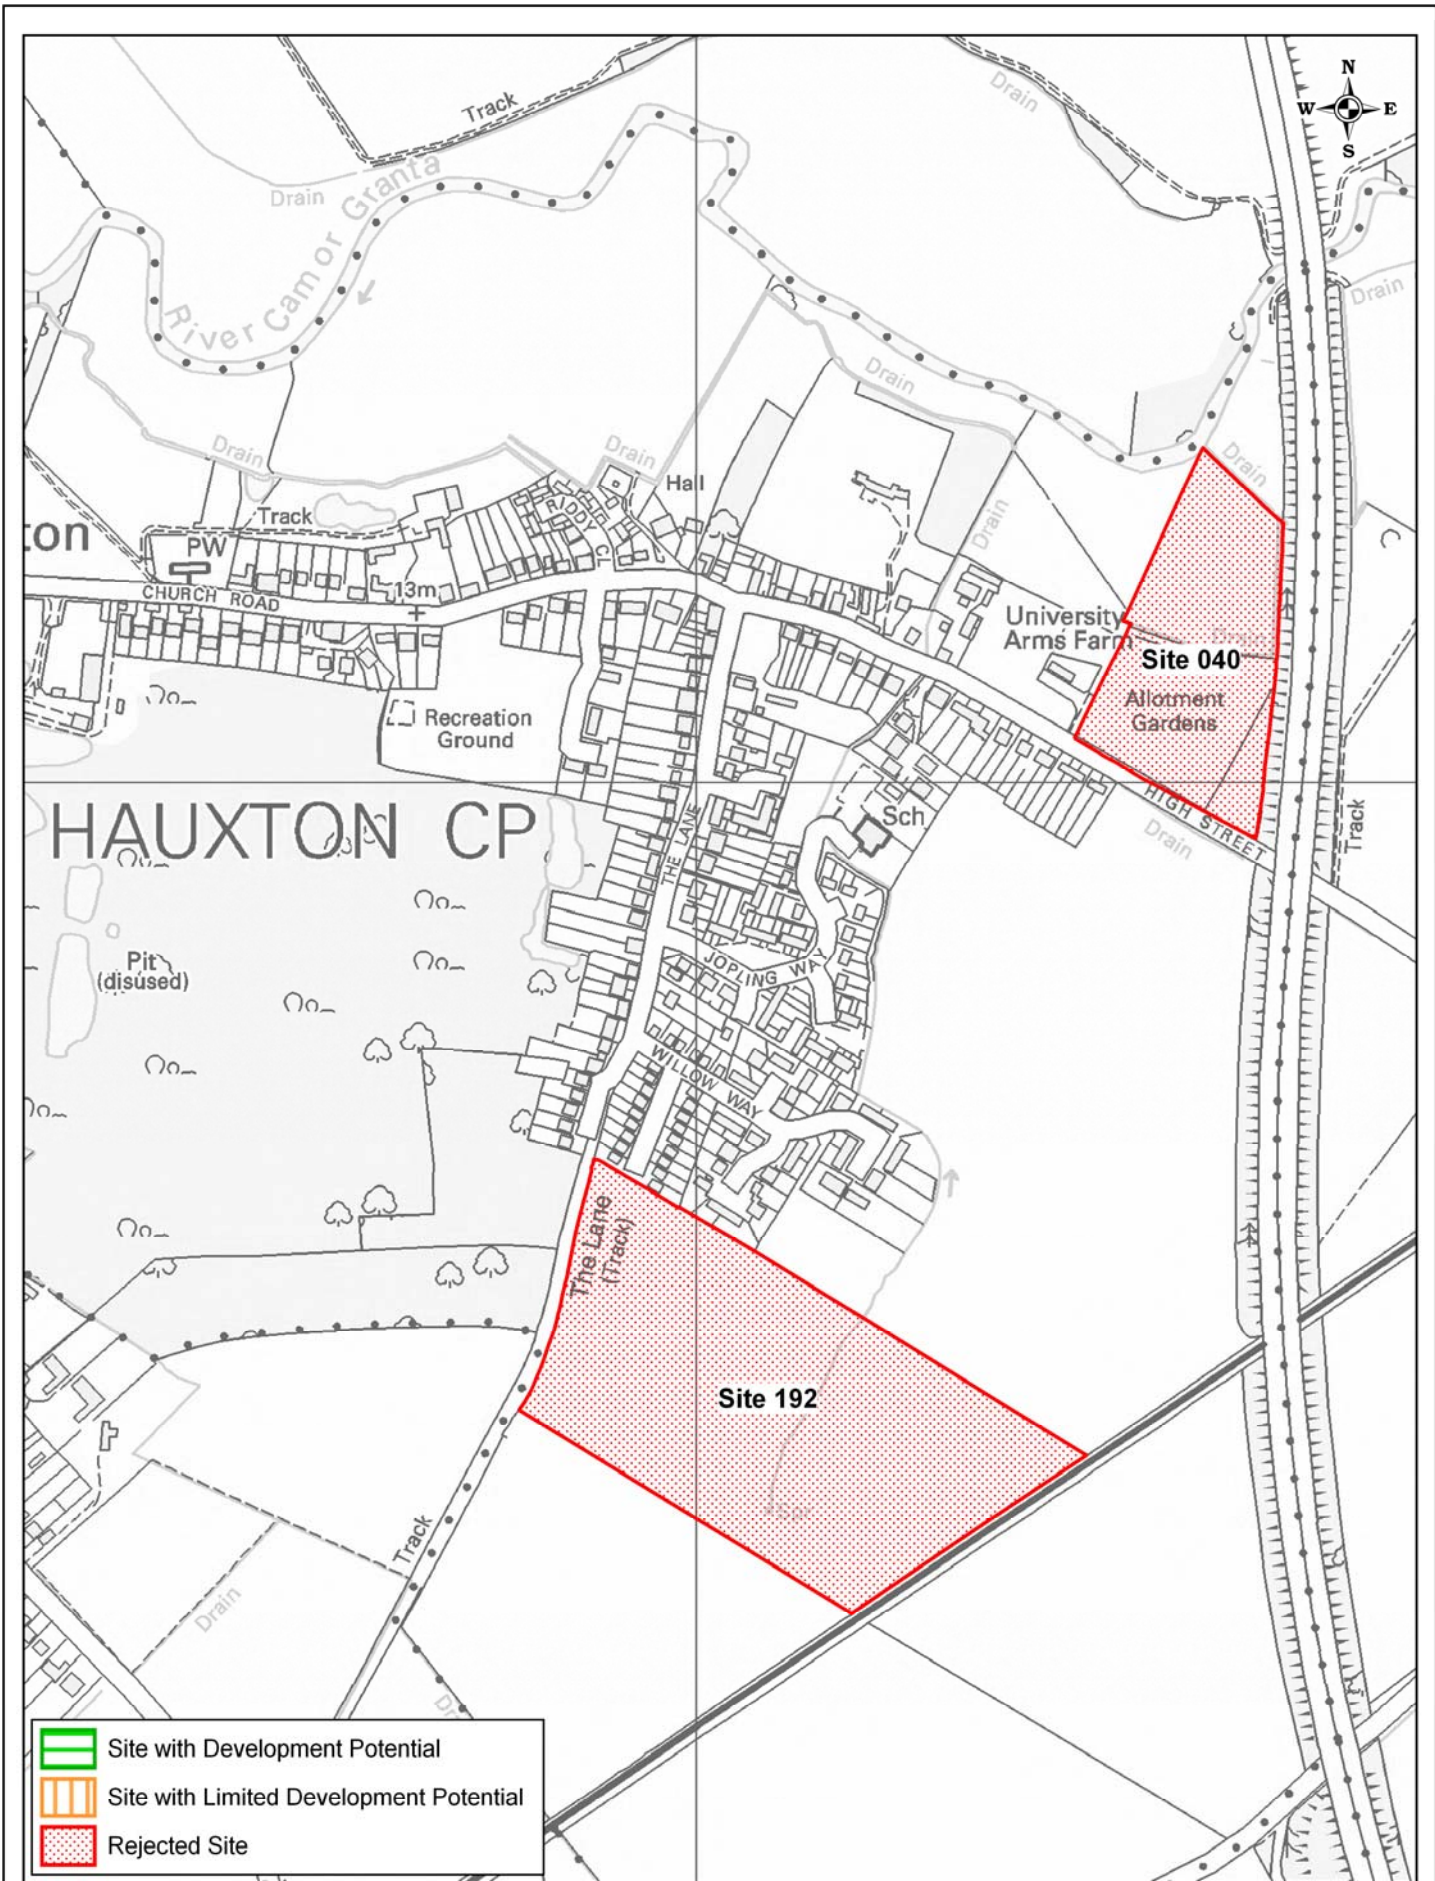 N
W E
S
Track
Drain
Drain
River Cam or Granta
Drain
Drain
Drain
Drain
Drain
Hall
RIDDY CL
Track
Drain
ton
PW
CHURCH ROAD
13m
University
Arms Farm
Site 040
Allotment
Gardens
Recreation
Ground
HAUXTON CP
THE LANE
Sch
HIGH STREET
Drain
Track
Pit
(disused)
JOPLING WAY
WILLOW WAY
The Lane
(Track)
Site 192
Spr
Track
Drain
Site with Development Potential
Site with Limited Development Potential
Rejected Site